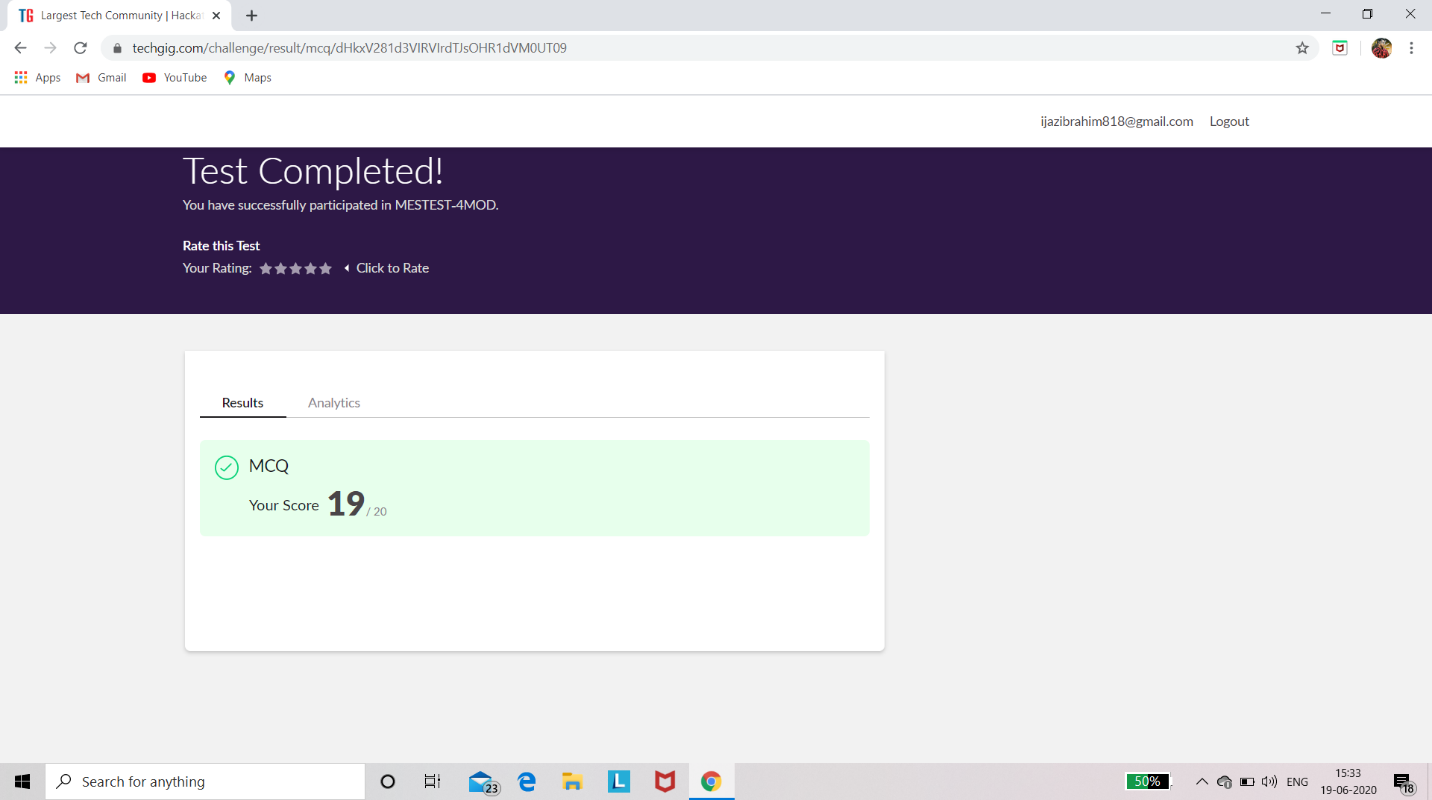 TG Largest Tech Community | Hacka
techgig.com/challenge/result/mcq/dHkxV281d3VIRVIrdTJsOHR1dVM0UT09
Apps Gmail YouTube Maps
ijazibrahim818@gmail.com Logout
Test Completed!
You have successfully participated in MESTEST-4MOD.
Rate this Test
Your Rating: Click to Rate
Results Analytics
MCQ
Your Score 19 / 20
Search for anything
23
L
50%
ENG
15:33
19-06-2020
18